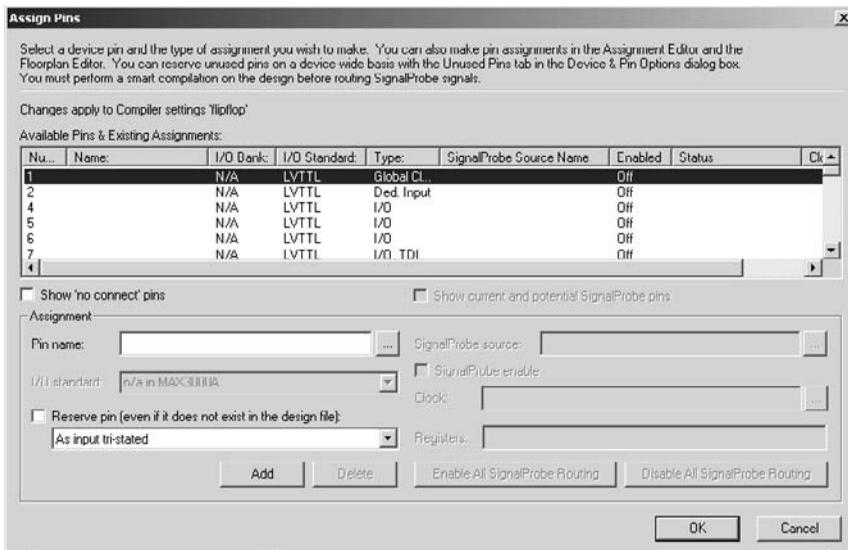 Assign Pins
Select a device pin and the type of assignment you wish to make. You can also make pin assignments in the Assignment Editor and the
Floorplan Editor. You can reserve unused pins on a device-wide basis with the Unused Pins tab in the Device & Pin Options dialog box.
You must perform a smart compilation on the design before routing SignalProbe signals.
Changes apply to Compiler settings 'flipflop'
Available Pins & Existing Assignments:
Nu... Name: I/O Bank: I/O Standard: Type: SignalProbe Source Name Enabled Status Clo
1 N/A LVTTL Global Cl... Off
2 N/A LVTTL Ded. Input Off
4 N/A LVTTL I/O Off
5 N/A LVTTL I/O Off
6 N/A LVTTL I/O Off
7 N/A LVTTL I/O, TDI Off
Show 'no connect' pins
Show current and potential SignalProbe pins
Assignment
Pin name: ... SignalProbe source: ...
I/O standard: n/a in MAX3000A SignalProbe enable
Clock: ...
Reserve pin (even if it does not exist in the design file):
As input tri-stated Registers:
Add Delete Enable All SignalProbe Routing Disable All SignalProbe Routing
OK Cancel